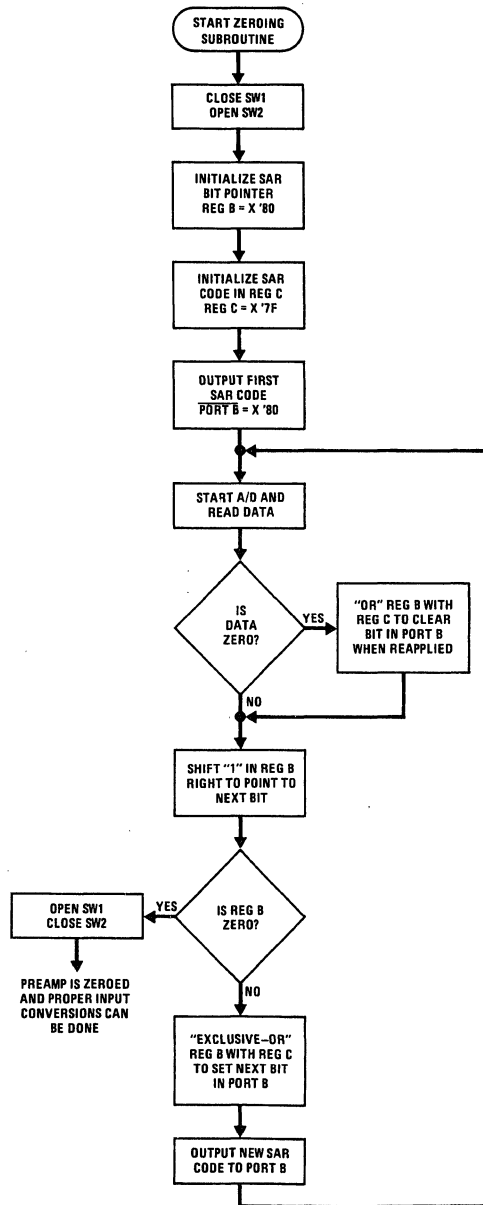 START ZEROING
SUBROUTINE
CLOSE SW1
OPEN SW2
INITIALIZE SAR
BIT POINTER
REG B = X '80
INITIALIZE SAR
CODE IN REG C
REG C = X '7F
OUTPUT FIRST
SAR CODE
PORT B = X '80
START A/D AND
READ DATA
IS
DATA
ZERO?
YES
"OR" REG B WITH
REG C TO CLEAR
BIT IN PORT B
WHEN REAPPLIED
NO
SHIFT "1" IN REG B
RIGHT TO POINT TO
NEXT BIT
IS REG B
ZERO?
YES
OPEN SW1
CLOSE SW2
PREAMP IS ZEROED
AND PROPER INPUT
CONVERSIONS CAN
BE DONE
NO
"EXCLUSIVE–OR"
REG B WITH REG C
TO SET NEXT BIT
IN PORT B
OUTPUT NEW SAR
CODE TO PORT B